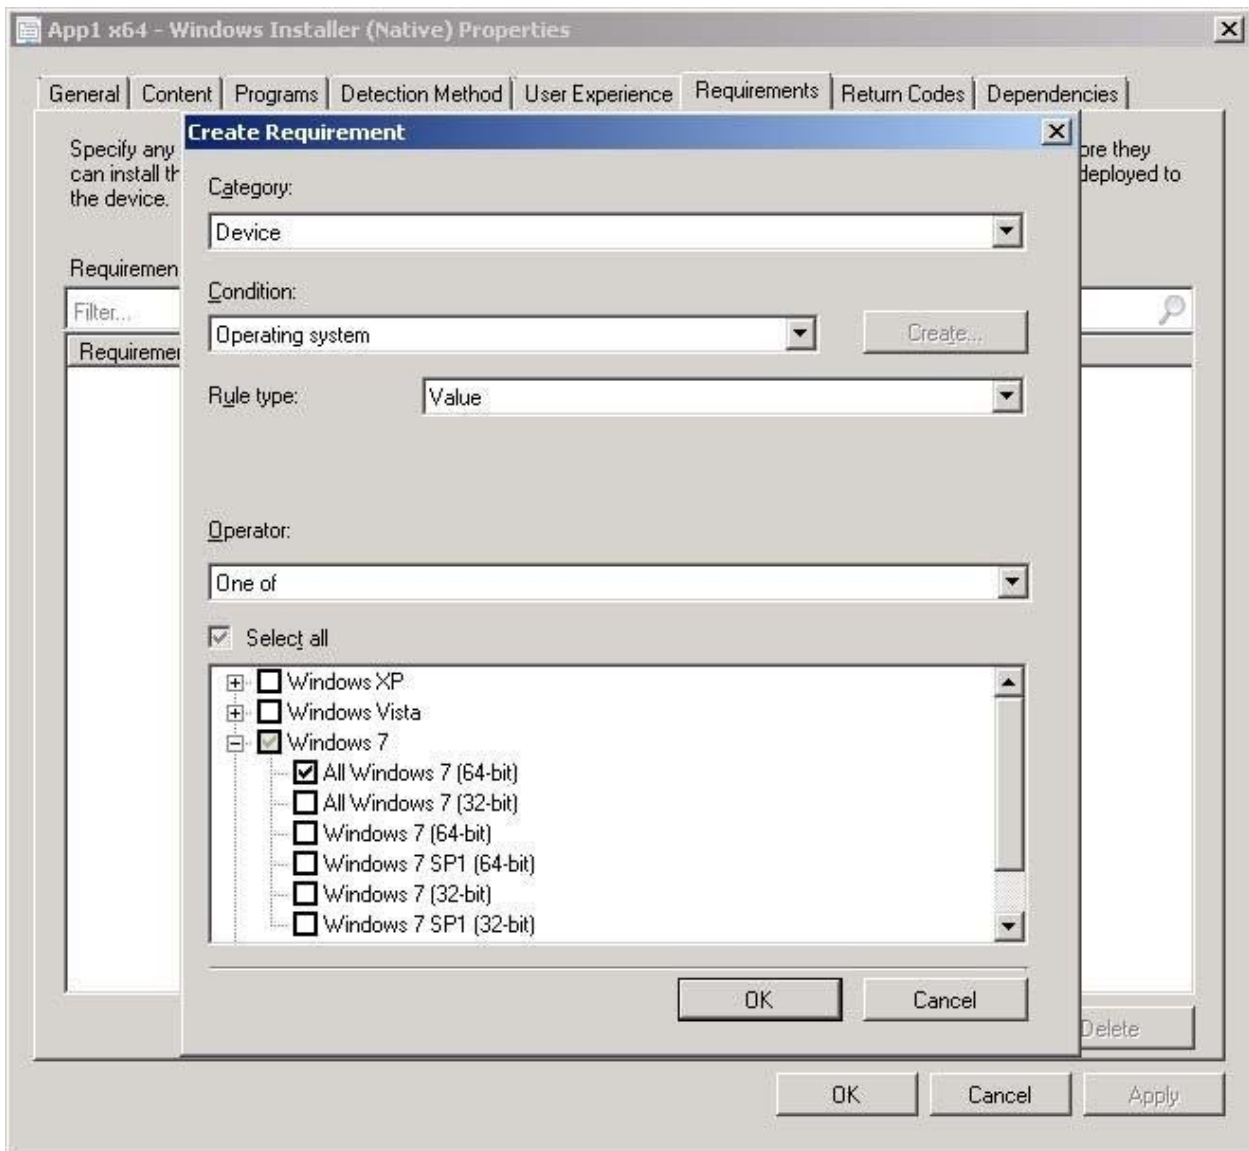 App1 x64 - Windows Installer (Native) Properties
General Content Programs Detection Method User Experience Requirements Return Codes Dependencies
Specify any
can install th
the device.
ore they
deployed to
Requiremen
Filter...
Requiremen
Create Requirement
Category:
Device
Condition:
Operating system
Create...
Rule type:
Value
Operator:
One of
Select all
Windows XP
Windows Vista
Windows 7
All Windows 7 (64-bit)
All Windows 7 (32-bit)
Windows 7 (64-bit)
Windows 7 SP1 (64-bit)
Windows 7 (32-bit)
Windows 7 SP1 (32-bit)
OK Cancel
Delete
OK Cancel Apply